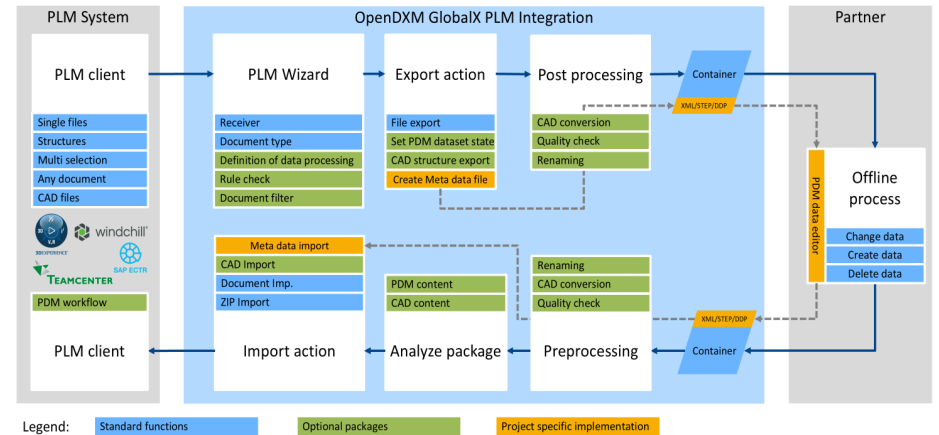 PLM System
OpenDXM GlobalX PLM Integration
Partner
PLM client
PLM Wizard
Export action
Post processing
Container
XML/STEP/DDP
Single files
Structures
Multi selection
Any document
CAD files
Receiver
Document type
Definition of data processing
Rule check
Document filter
File export
Set PDM dataset state
CAD structure export
Create Meta data file
CAD conversion
Quality check
Renaming
PDM data editor
Offline
process
Change data
Create data
Delete data
3D
V.R
3DEXPERIENCE
windchill®
SAP ECTR
TEAMCENTER
PDM workflow
PLM client
Meta data import
CAD Import
Document Imp.
ZIP Import
Import action
PDM content
CAD content
Analyze package
Renaming
CAD conversion
Quality check
Preprocessing
XML/STEP/DDP
Container
Legend:
Standard functions
Optional packages
Project specific implementation